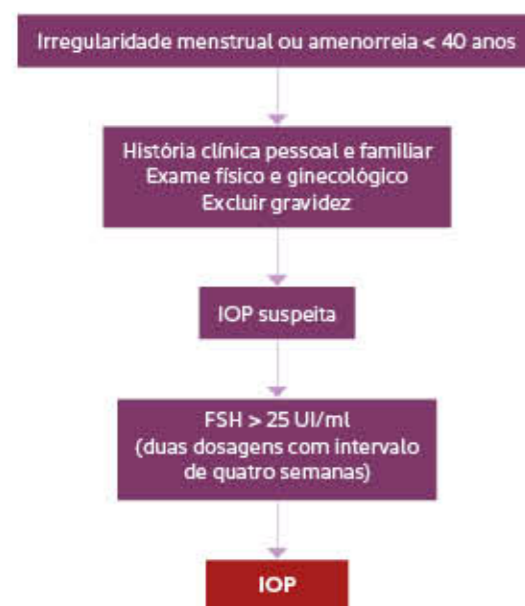 Irregularidade menstrual ou amenorreia < 40 anos
História clínica pessoal e familiar
Exame físico e ginecológico
Excluir gravidez
IOP suspeita
FSH > 25 UI/ml
(duas dosagens com intervalo
de quatro semanas)
IOP